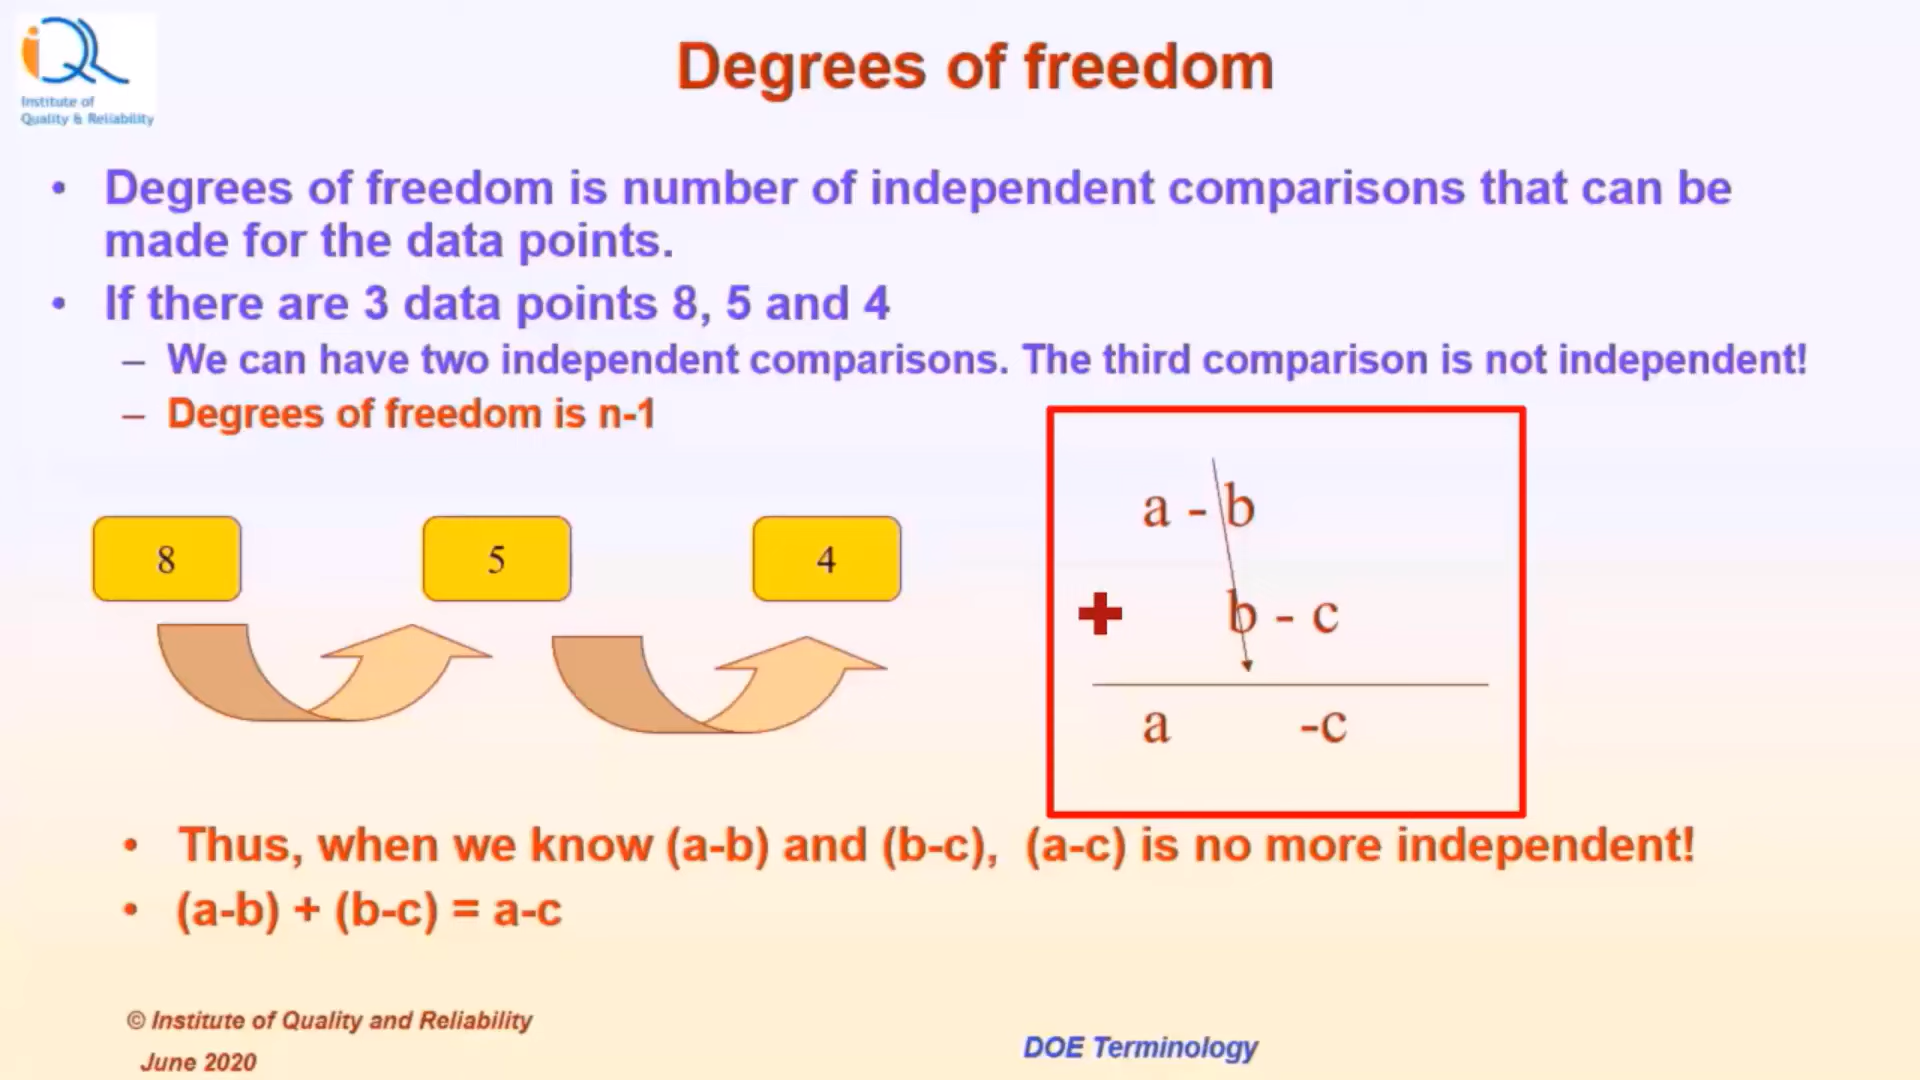 iQL
Institute of
Quality & Reliability
Degrees of freedom
• Degrees of freedom is number of independent comparisons that can be
made for the data points.
• If there are 3 data points 8, 5 and 4
– We can have two independent comparisons. The third comparison is not independent!
– Degrees of freedom is n-1
8 5 4
a - b
+ b - c
a -c
• Thus, when we know (a-b) and (b-c), (a-c) is no more independent!
• (a-b) + (b-c) = a-c
© Institute of Quality and Reliability
June 2020
DOE Terminology